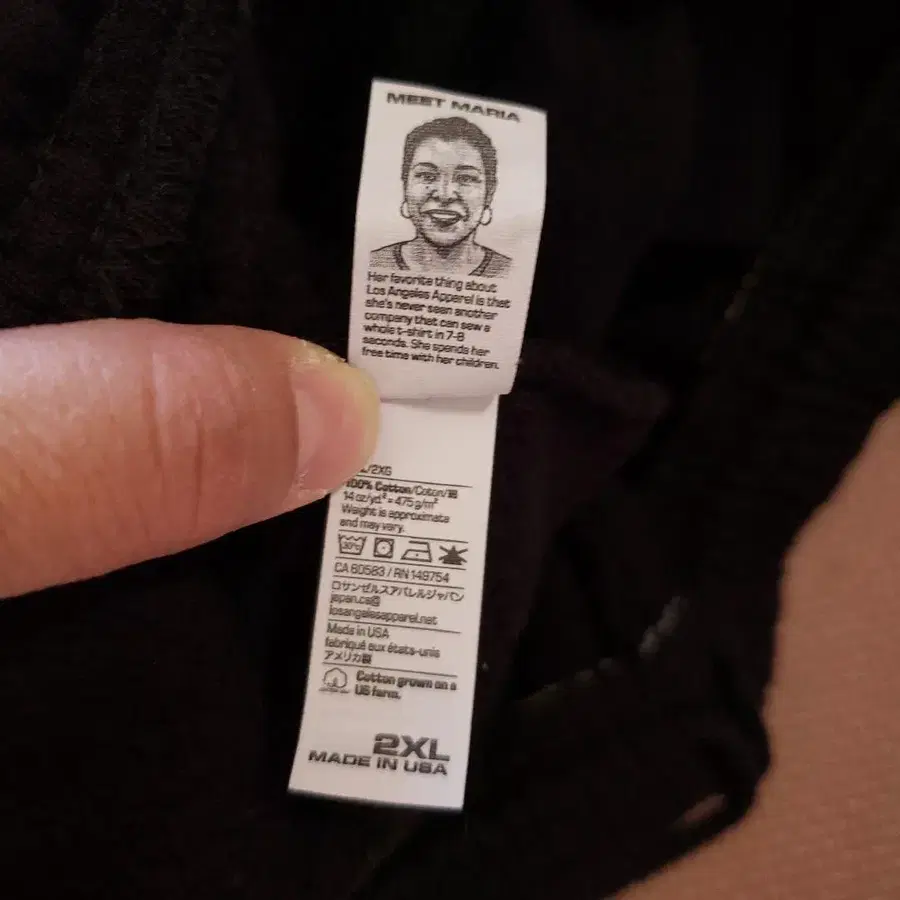 MEET MARIA
Her favorite thing about
Los Angeles Apparel is that
she's never seen another
company that can sew a
whole t-shirt in 7-8
seconds. She spends her
free time with her children.
/2XG
100% Cotton/Coton/綿
14 oz/yd² = 475 g/m²
Weight is approximate
and may vary.
30°C
CA 60583 / RN 149754
ロサンゼルスアパレルジャパン
japan.ca@
losangelesapparel.net
Made in USA
fabriqué aux états-unis
アメリカ製
Cotton grown on a
US farm.
2XL
MADE IN USA